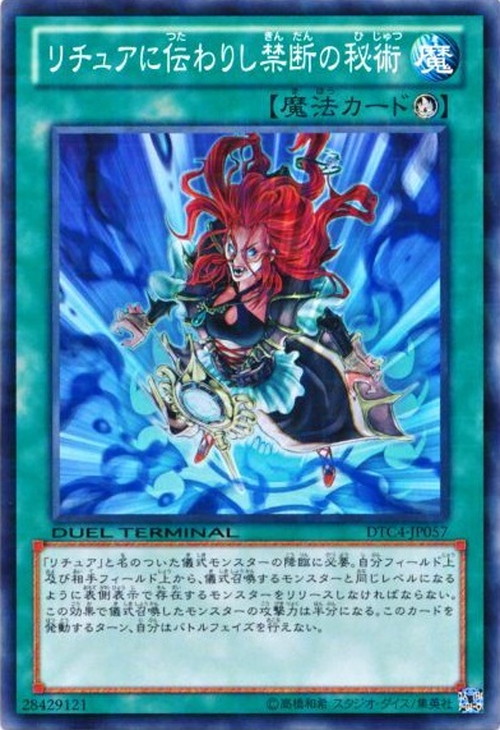 リチュアに伝わりし禁断の秘術 魔
【魔法カード】
DUEL TERMINAL DTC4-JP057
「リチュア」と名のついた儀式モンスターの降臨に必要。自分フィールド上
及び相手フィールド上から、儀式召喚するモンスターと同じレベルになる
ように表側表示で存在するモンスターをリリースしなければならない。
この効果で儀式召喚したモンスターの攻撃力は半分になる。このカードを
発動するターン、自分はバトルフェイズを行えない。
28429121 ©高橋和希 スタジオ・ダイス/集英社